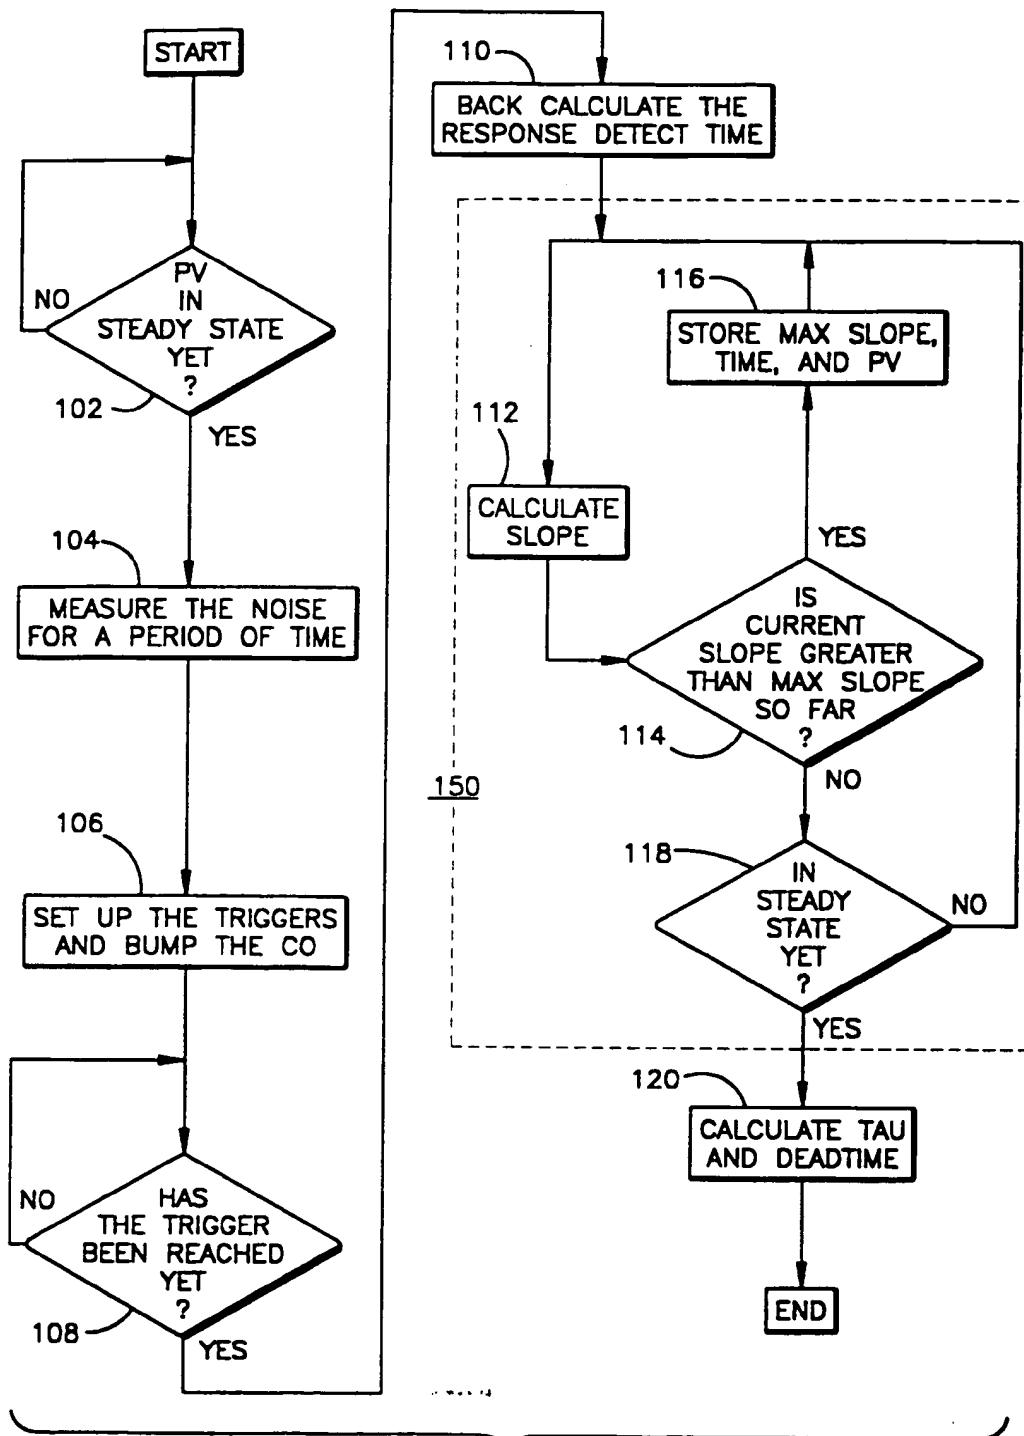 START
PV
IN
STEADY STATE
YET
?
NO
102
YES
104
MEASURE THE NOISE
FOR A PERIOD OF TIME
106
SET UP THE TRIGGERS
AND BUMP THE CO
HAS
THE TRIGGER
BEEN REACHED
YET
?
NO
108
YES
110
BACK CALCULATE THE
RESPONSE DETECT TIME
116
STORE MAX SLOPE,
TIME, AND PV
112
CALCULATE
SLOPE
YES
IS
CURRENT
SLOPE GREATER
THAN MAX SLOPE
SO FAR
?
114
NO
150
118
IN
STEADY
STATE
YET
?
NO
YES
120
CALCULATE TAU
AND DEADTIME
END